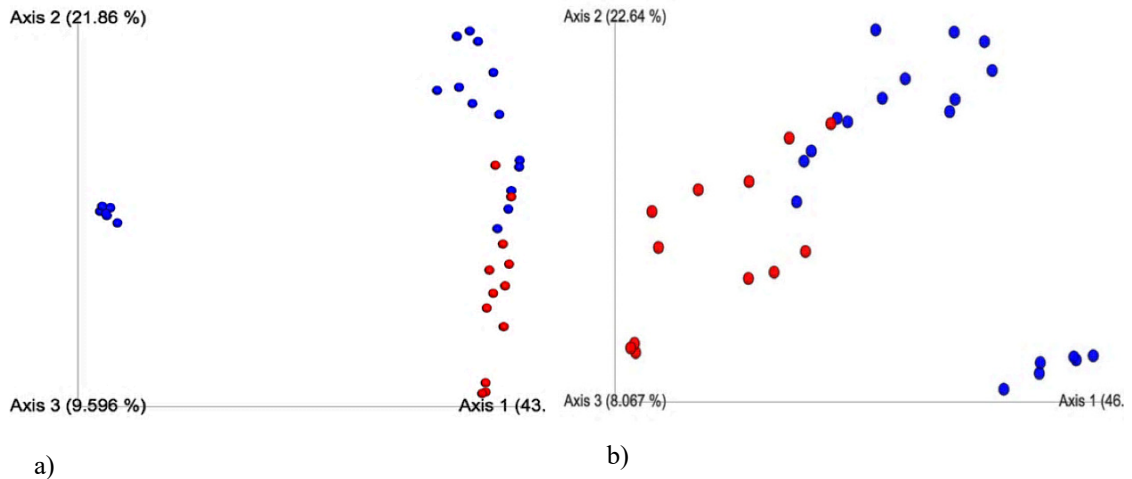 Axis 2 (21.86 %)
Axis 3 (9.596 %)
Axis 1 (43.
a)
Axis 2 (22.64 %)
Axis 3 (8.067 %)
Axis 1 (46.
b)